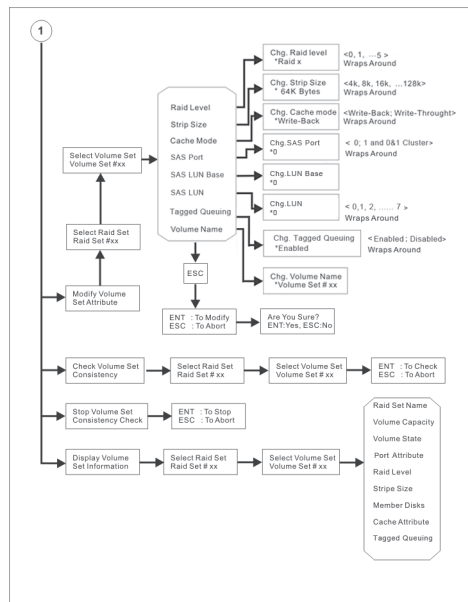 1
Chg. Raid level
*Raid x
<0, 1, ...5 >
Wraps Around
Chg. Strip Size
* 64K Bytes
<4k, 8k, 16k, ...128k>
Wraps Around
Chg. Cache mode
*Write-Back
<Write-Back; Write-Throught>
Wraps Around
Chg.SAS Port
*0
< 0; 1 and 0&1 Cluster>
Wraps Around
Chg.LUN Base
*0
Chg.LUN
*0
< 0,1, 2, ...... 7 >
Wraps Around
Chg. Tagged Queuing
*Enabled
<Enabled; Disabled>
Wraps Around
Chg. Volume Name
*Volume Set # xx
Raid Level
Strip Size
Cache Mode
SAS Port
SAS LUN Base
SAS LUN
Tagged Queuing
Volume Name
Select Volume Set
Volume Set #xx
Select Raid Set
Raid Set #xx
Modify Volume
Set Attribute
ESC
ENT : To Modify
ESC : To Abort
Are You Sure?
ENT:Yes, ESC:No
Check Volume Set
Consistency
Select Raid Set
Raid Set # xx
Select Volume Set
Volume Set # xx
ENT : To Check
ESC : To Abort
Stop Volume Set
Consistency Check
ENT : To Stop
ESC : To Abort
Display Volume
Set Information
Select Raid Set
Raid Set # xx
Select Volume Set
Volume Set # xx
Raid Set Name
Volume Capacity
Volume State
Port Attribute
Raid Level
Stripe Size
Member Disks
Cache Attribute
Tagged Queuing